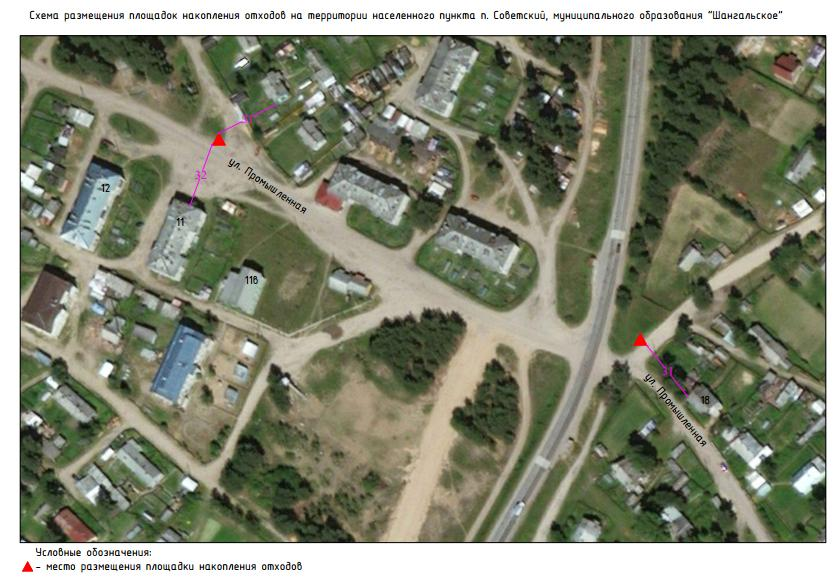 Схема размещения площадок накопления отходов на территории населенного пункта п. Советский, муниципального образования "Шангальское"
32
ул. Промышленная
12
11
11б
31
ул. Промышленная
18
Условные обозначения:
- место размещения площадки накопления отходов